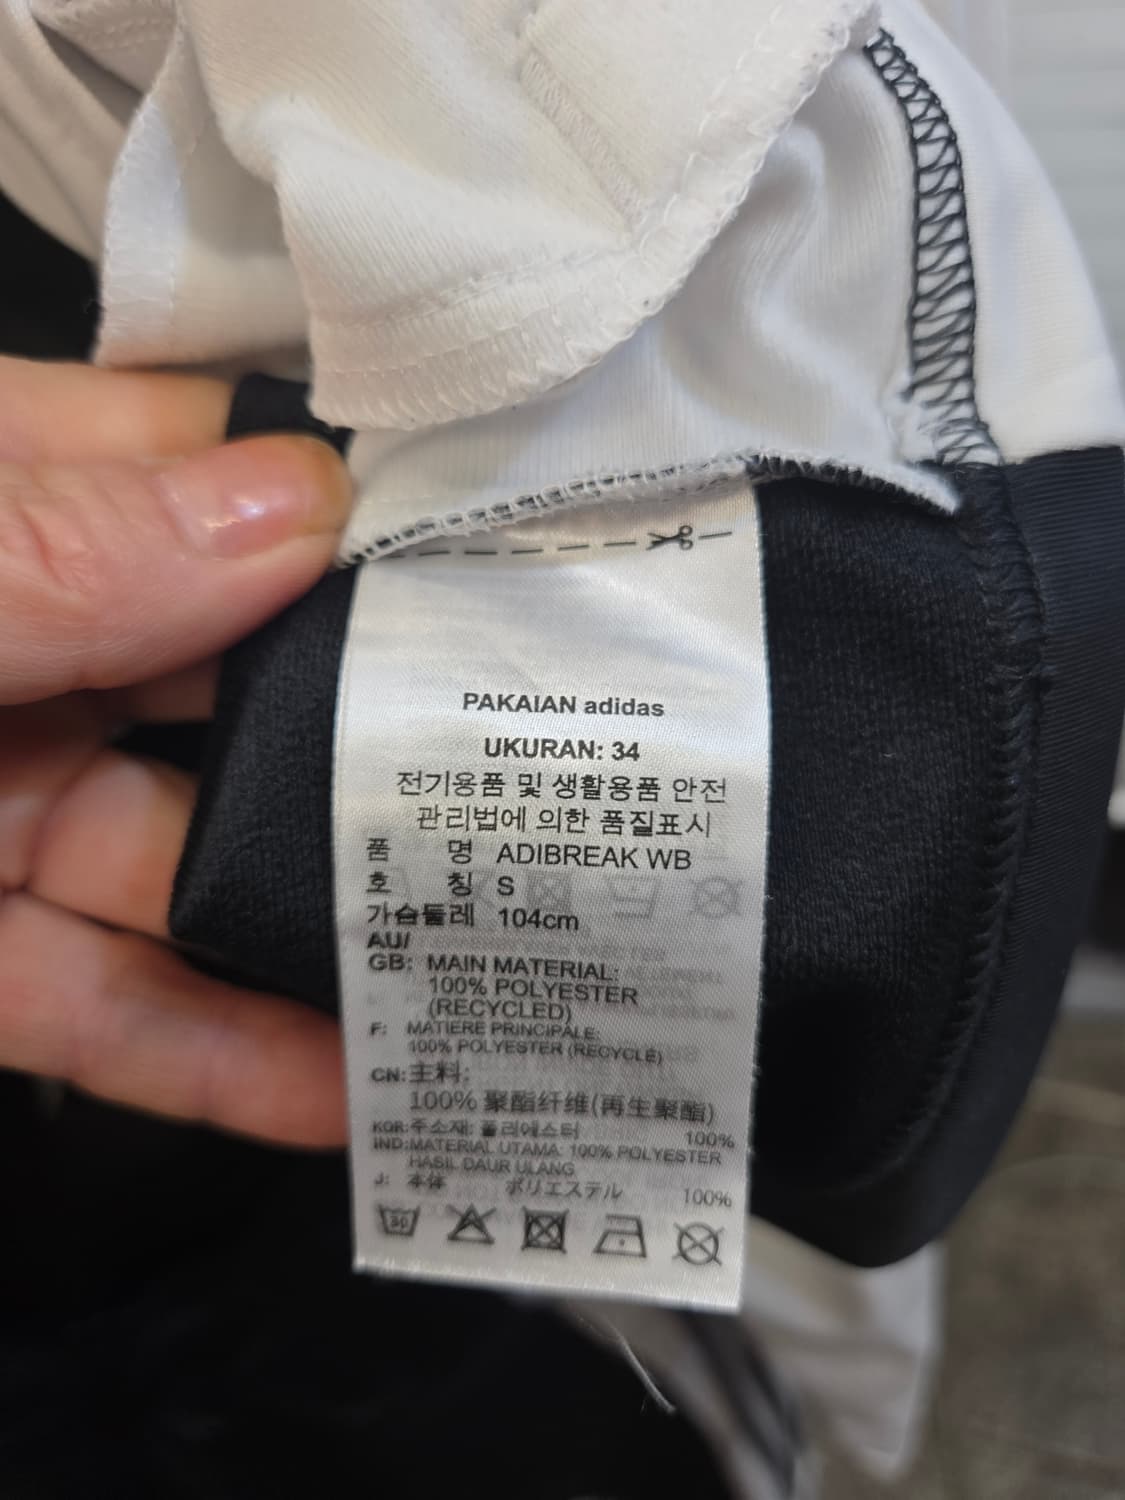 PAKAIAN adidas
UKURAN: 34
전기용품 및 생활용품 안전
관리법에 의한 품질표시
품 명 ADIBREAK WB
호 칭 S
가슴둘레 104cm
AU/
GB: MAIN MATERIAL:
100% POLYESTER
(RECYCLED)
F: MATIERE PRINCIPALE:
100% POLYESTER (RECYCLÉ)
CN:主料:
100% 聚酯纤维(再生聚酯)
KOR:주소재: 폴리에스터 100%
IND:MATERIAL UTAMA: 100% POLYESTER
HASIL DAUR ULANG
J: 本体 ポリエステル 100%
30